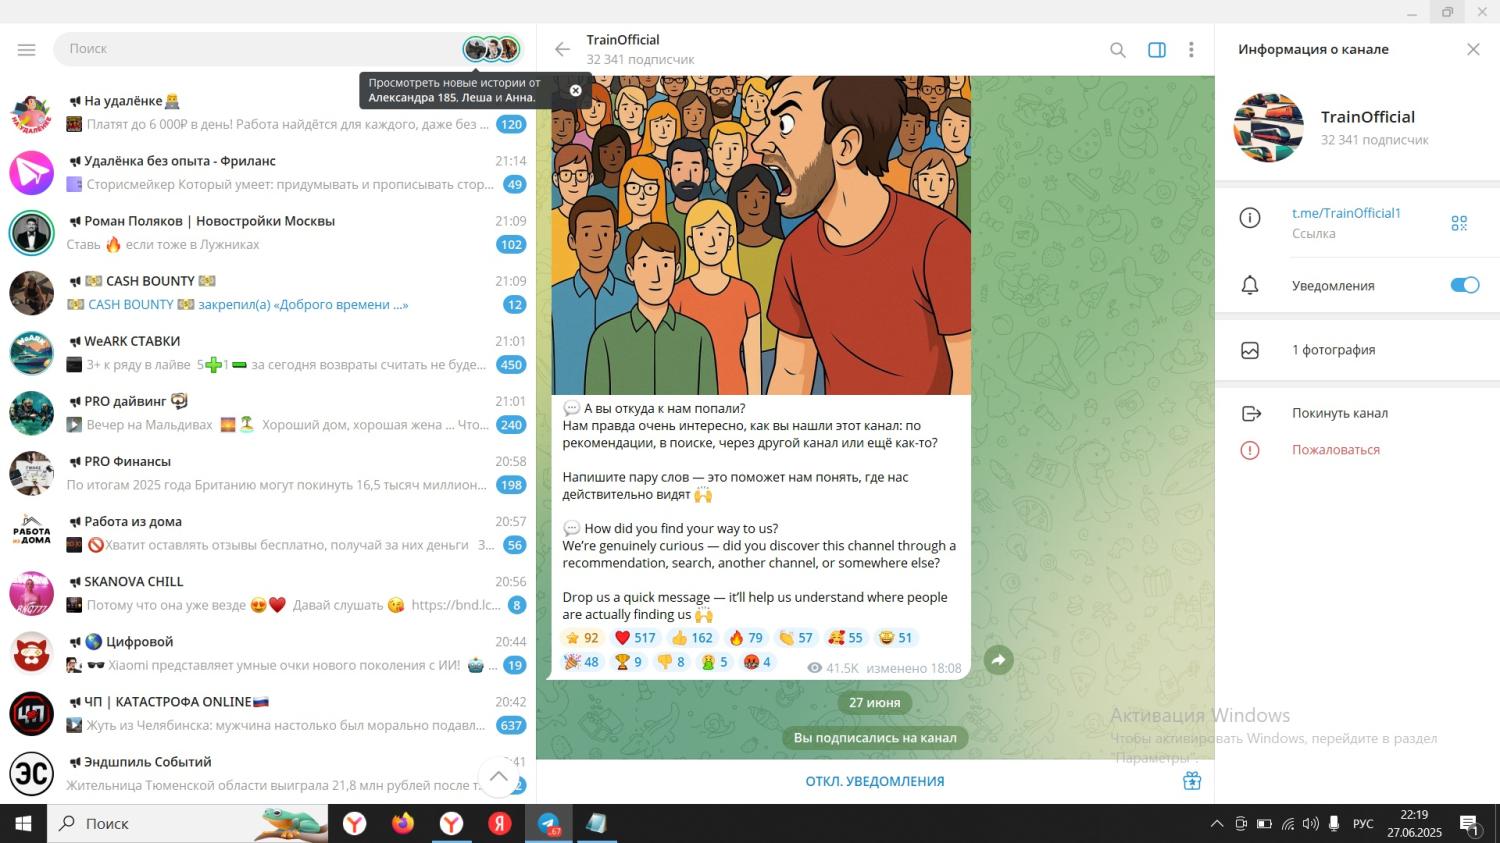 Поиск
Просмотреть новые истории от
Александра 185, Леша и Анна.
На удалёнке
Платят до 6 000₽ в день! Работа найдётся для каждого, даже без ...
120
Удалёнка без опыта - Фриланс
21:14
Сторисмейкер Который умеет: придумывать и прописывать стор...
49
Роман Поляков | Новостройки Москвы
21:09
Ставь 🔥 если тоже в Лужниках
102
CASH BOUNTY
21:09
CASH BOUNTY закрепил(а) «Доброго времени ...»
12
WeARK СТАВКИ
21:01
3+ к ряду в лайве 5➕1➖ за сегодня возвраты считать не буде...
450
PRO дайвинг
21:01
Вечер на Мальдивах Хороший дом, хорошая жена ... Что...
240
PRO Финансы
20:58
По итогам 2025 года Британию могут покинуть 16,5 тысяч миллион...
198
РАБОТА
ИЗ ДОМА
Работа из дома
20:57
🚫Хватит оставлять отзывы бесплатно, получай за них деньги 3...
56
SKANOVA CHILL
20:56
Потому что она уже везде 😍❤️ Давай слушать 😘 https://bnd.lc...
8
Цифровой
20:44
🕶 Xiaomi представляет умные очки нового поколения с ИИ! 🤖 ...
19
ЧП
ЧП | КАТАСТРОФА ONLINE
20:42
Жуть из Челябинска: мужчина настолько был морально подавл...
637
ЭС
Эндшпиль Событий
Жительница Тюменской области выиграла 21,8 млн рублей после т...
TrainOfficial
32 341 подписчик
💬 А вы откуда к нам попали?
Нам правда очень интересно, как вы нашли этот канал: по
рекомендации, в поиске, через другой канал или ещё как-то?
Напишите пару слов — это поможет нам понять, где нас
действительно видят 🙌
💬 How did you find your way to us?
We're genuinely curious — did you discover this channel through a
recommendation, search, another channel, or somewhere else?
Drop us a quick message — it'll help us understand where people
are actually finding us 🙌
92 517 162 79 57 55 51
48 9 8 5 4
41.5K изменено 18:08
27 июня
Вы подписались на канал
ОТКЛ. УВЕДОМЛЕНИЯ
Информация о канале
TrainOfficial
32 341 подписчик
t.me/TrainOfficial1
Ссылка
Уведомления
1 фотография
Покинуть канал
Пожаловаться
Активация Windows
Чтобы активировать Windows, перейдите в раздел
"Параметры".
Поиск
67
РУС
22:19
27.06.2025
1